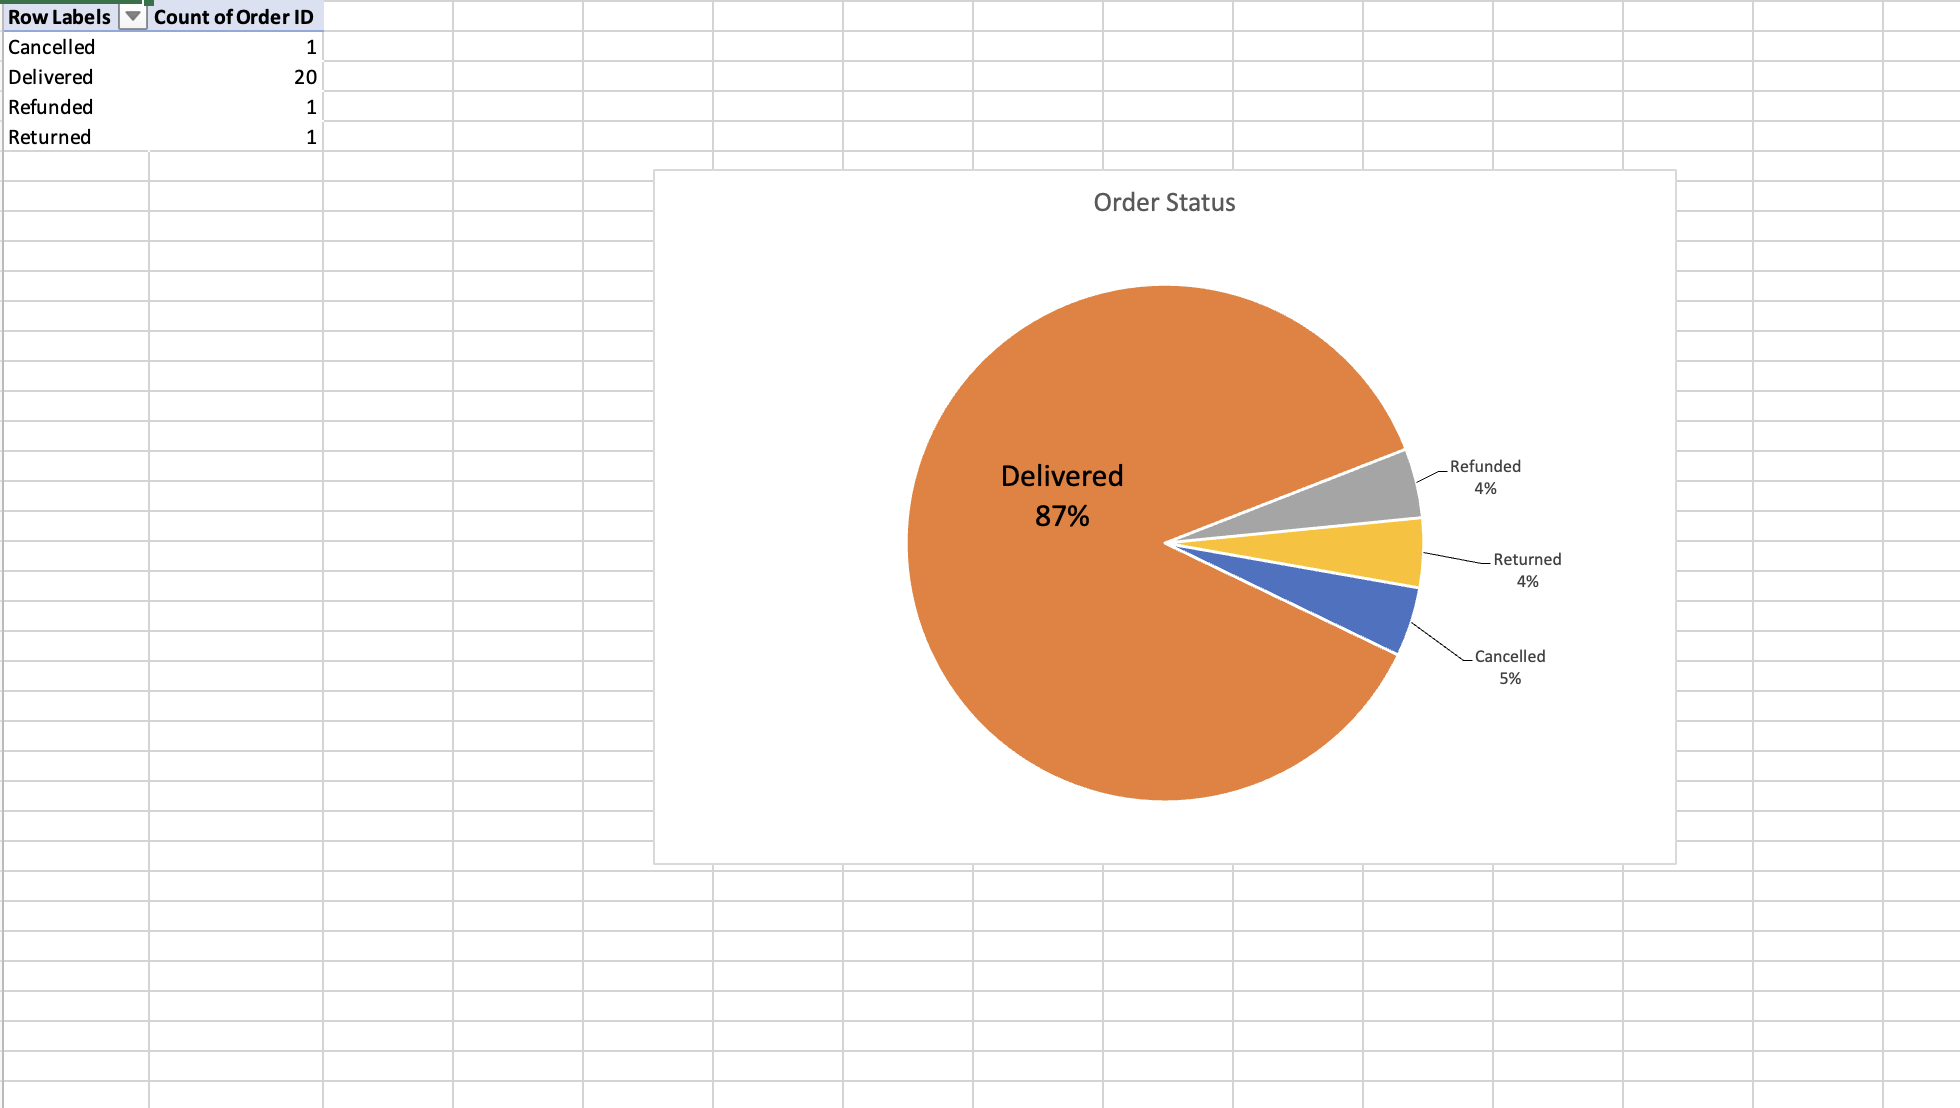 Row Labels Count of Order ID
Cancelled 1
Delivered 20
Refunded 1
Returned 1
Order Status
Delivered
87%
Refunded
4%
Returned
4%
Cancelled
5%